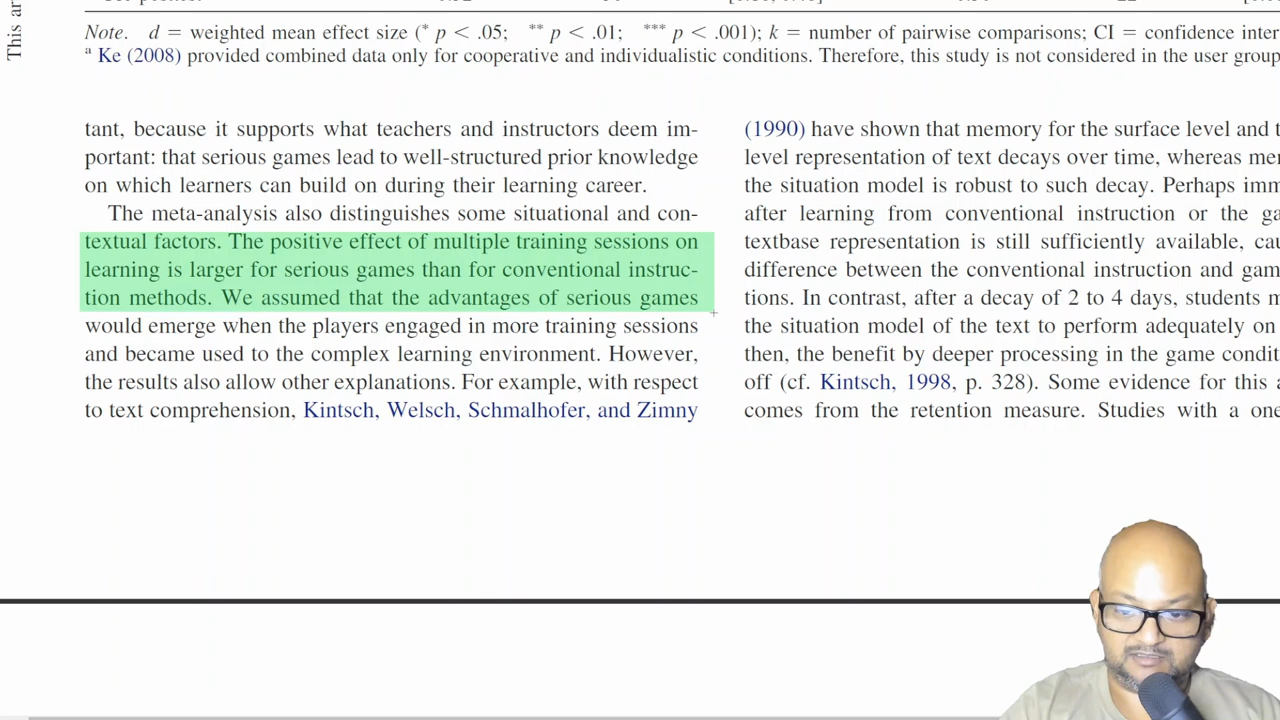 This ar
Note. d = weighted mean effect size (* p < .05; ** p < .01; *** p < .001); k = number of pairwise comparisons; CI = confidence inter
a Ke (2008) provided combined data only for cooperative and individualistic conditions. Therefore, this study is not considered in the user group
tant, because it supports what teachers and instructors deem im-
portant: that serious games lead to well-structured prior knowledge
on which learners can build on during their learning career.
The meta-analysis also distinguishes some situational and con-
textual factors. The positive effect of multiple training sessions on
learning is larger for serious games than for conventional instruc-
tion methods. We assumed that the advantages of serious games
would emerge when the players engaged in more training sessions
and became used to the complex learning environment. However,
the results also allow other explanations. For example, with respect
to text comprehension, Kintsch, Welsch, Schmalhofer, and Zimny
(1990) have shown that memory for the surface level and t
level representation of text decays over time, whereas mer
the situation model is robust to such decay. Perhaps imm
after learning from conventional instruction or the ga
textbase representation is still sufficiently available, cau
difference between the conventional instruction and gam
tions. In contrast, after a decay of 2 to 4 days, students m
the situation model of the text to perform adequately on
then, the benefit by deeper processing in the game condit
off (cf. Kintsch, 1998, p. 328). Some evidence for this a
comes from the retention measure. Studies with a one